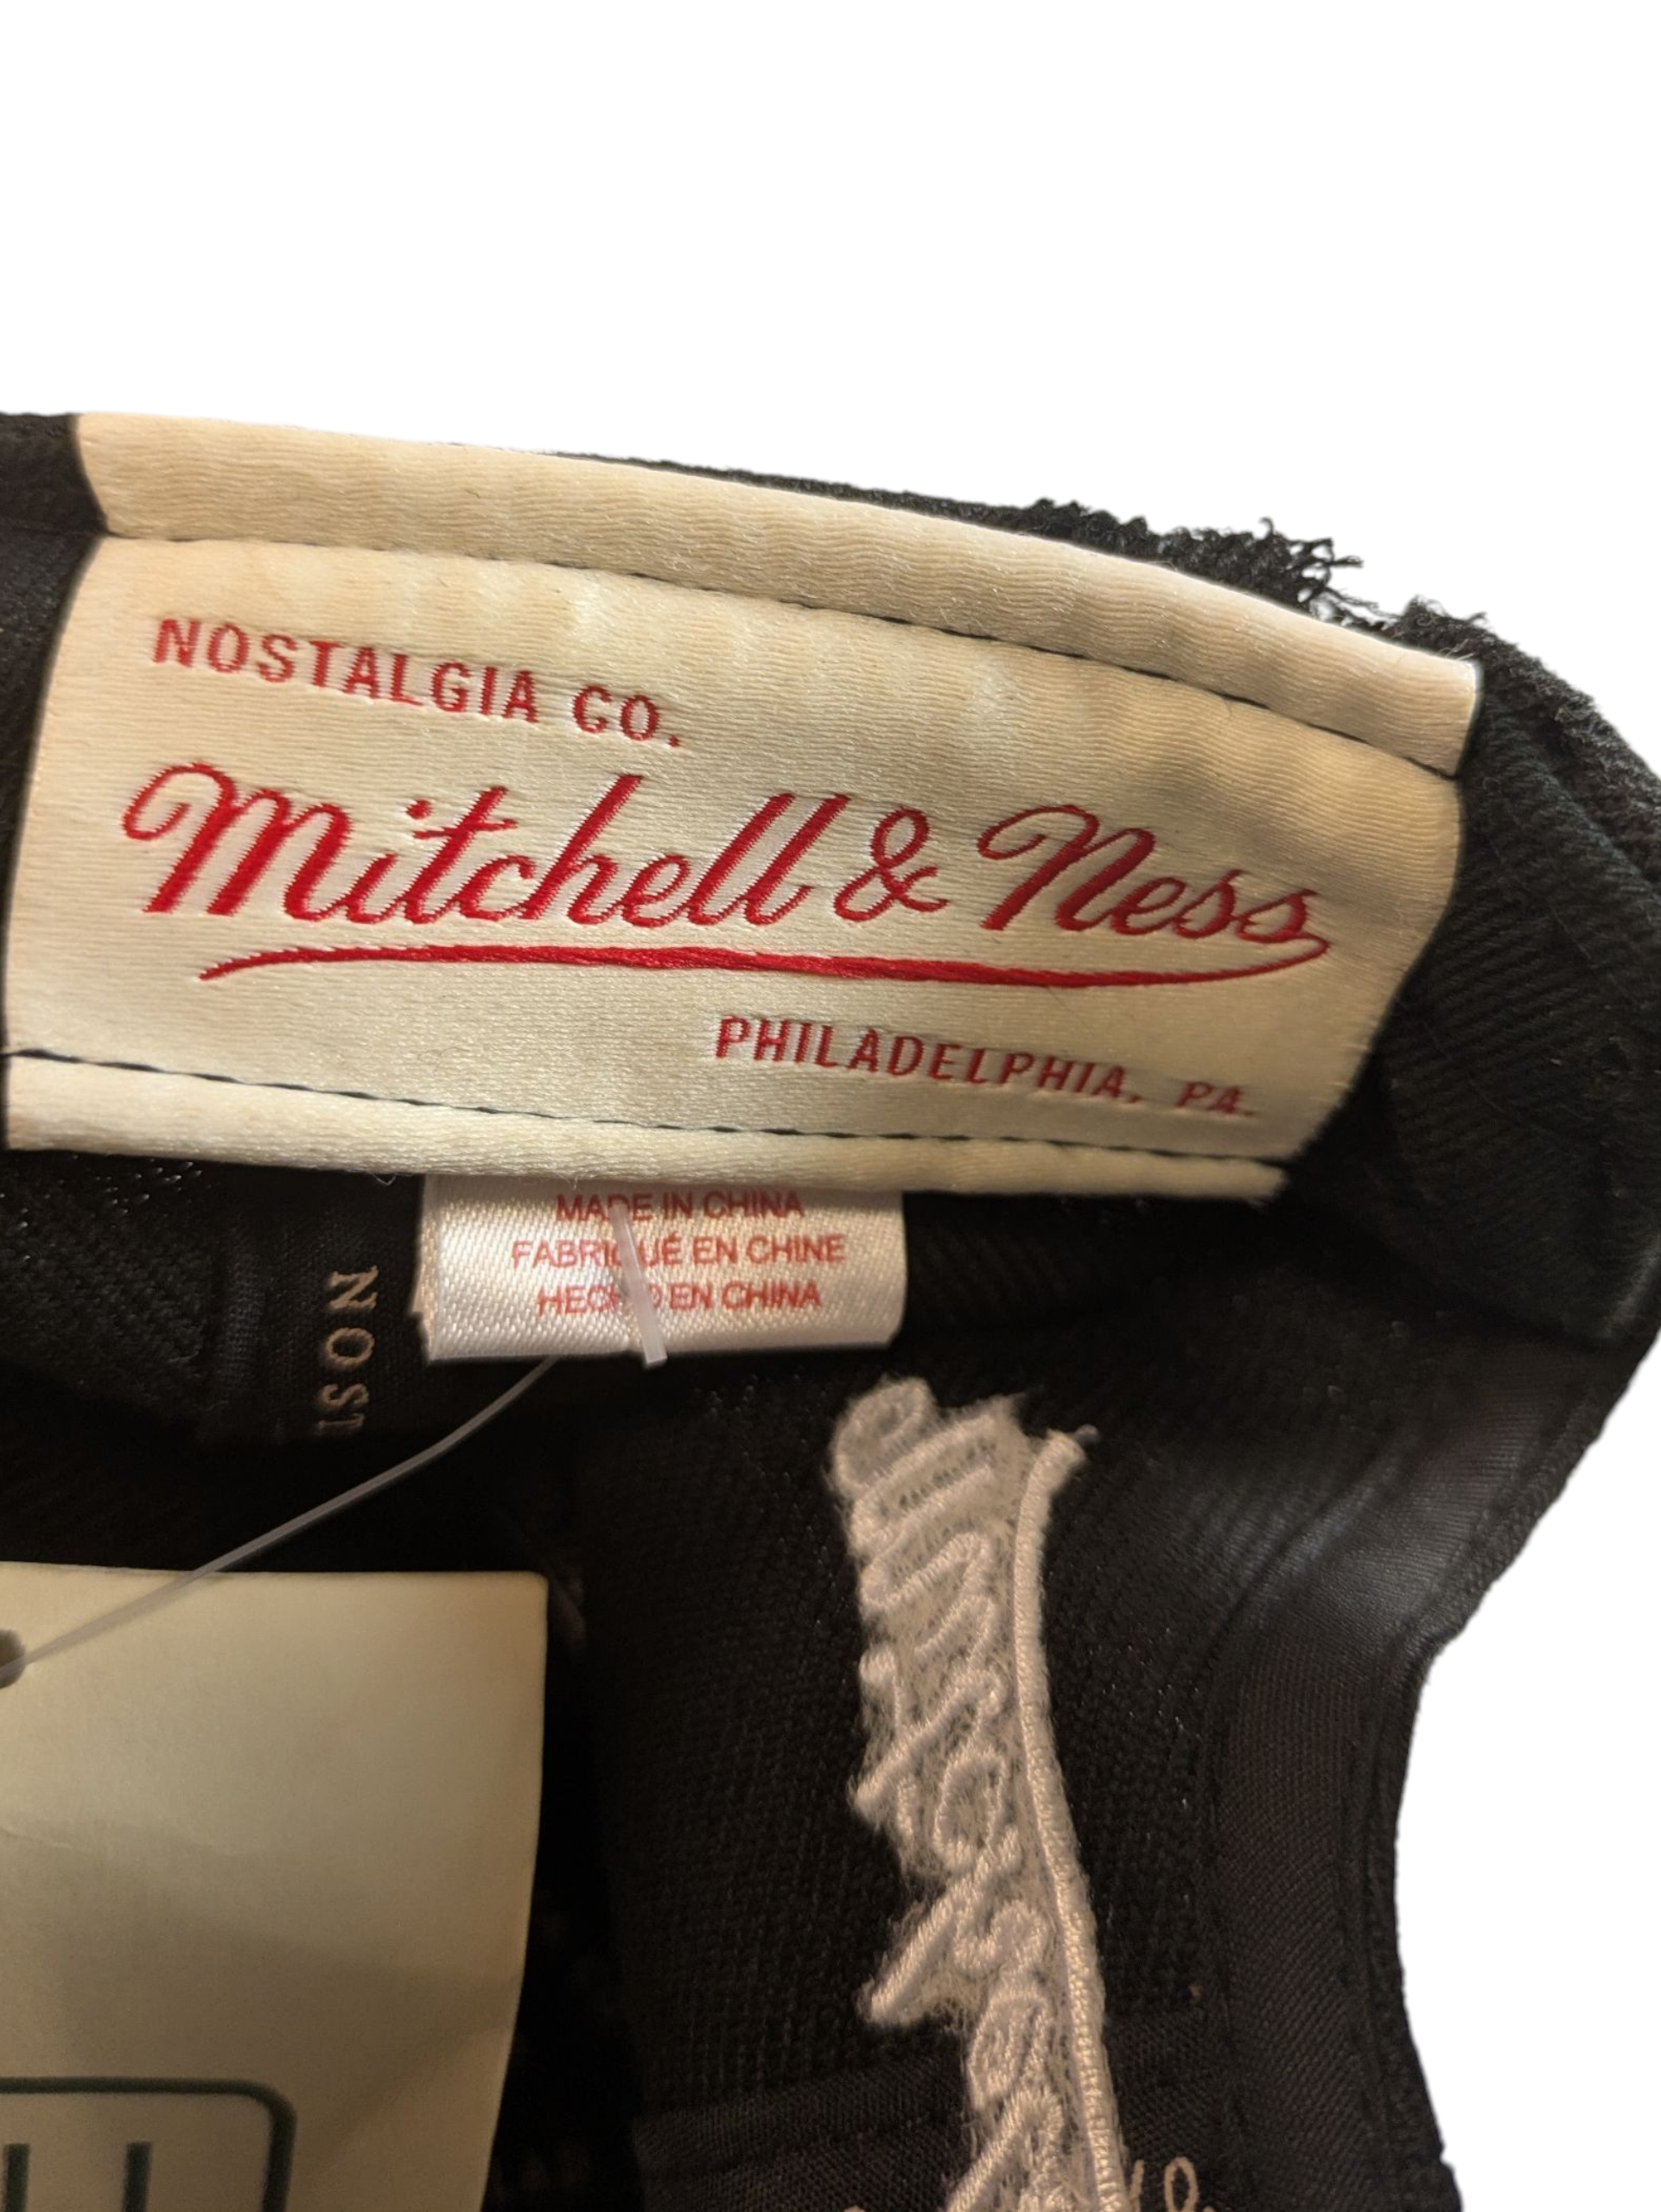 NOSTALGIA CO.
Mitchell & Ness
PHILADELPHIA, PA.
MADE IN CHINA
FABRIQUÉ EN CHINE
HECHO EN CHINA